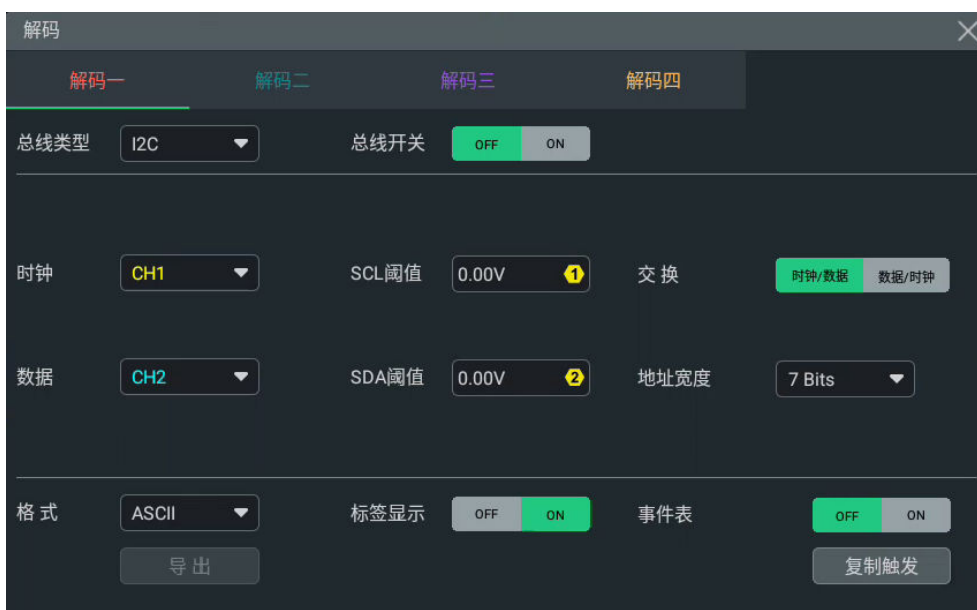 解码
解码一 解码二 解码三 解码四
总线类型 I2C 总线开关 OFF ON
时钟 CH1 SCL阈值 0.00V 1 交换 时钟/数据 数据/时钟
数据 CH2 SDA阈值 0.00V 2 地址宽度 7 Bits
格式 ASCII 标签显示 OFF ON 事件表 OFF ON
导出 复制触发